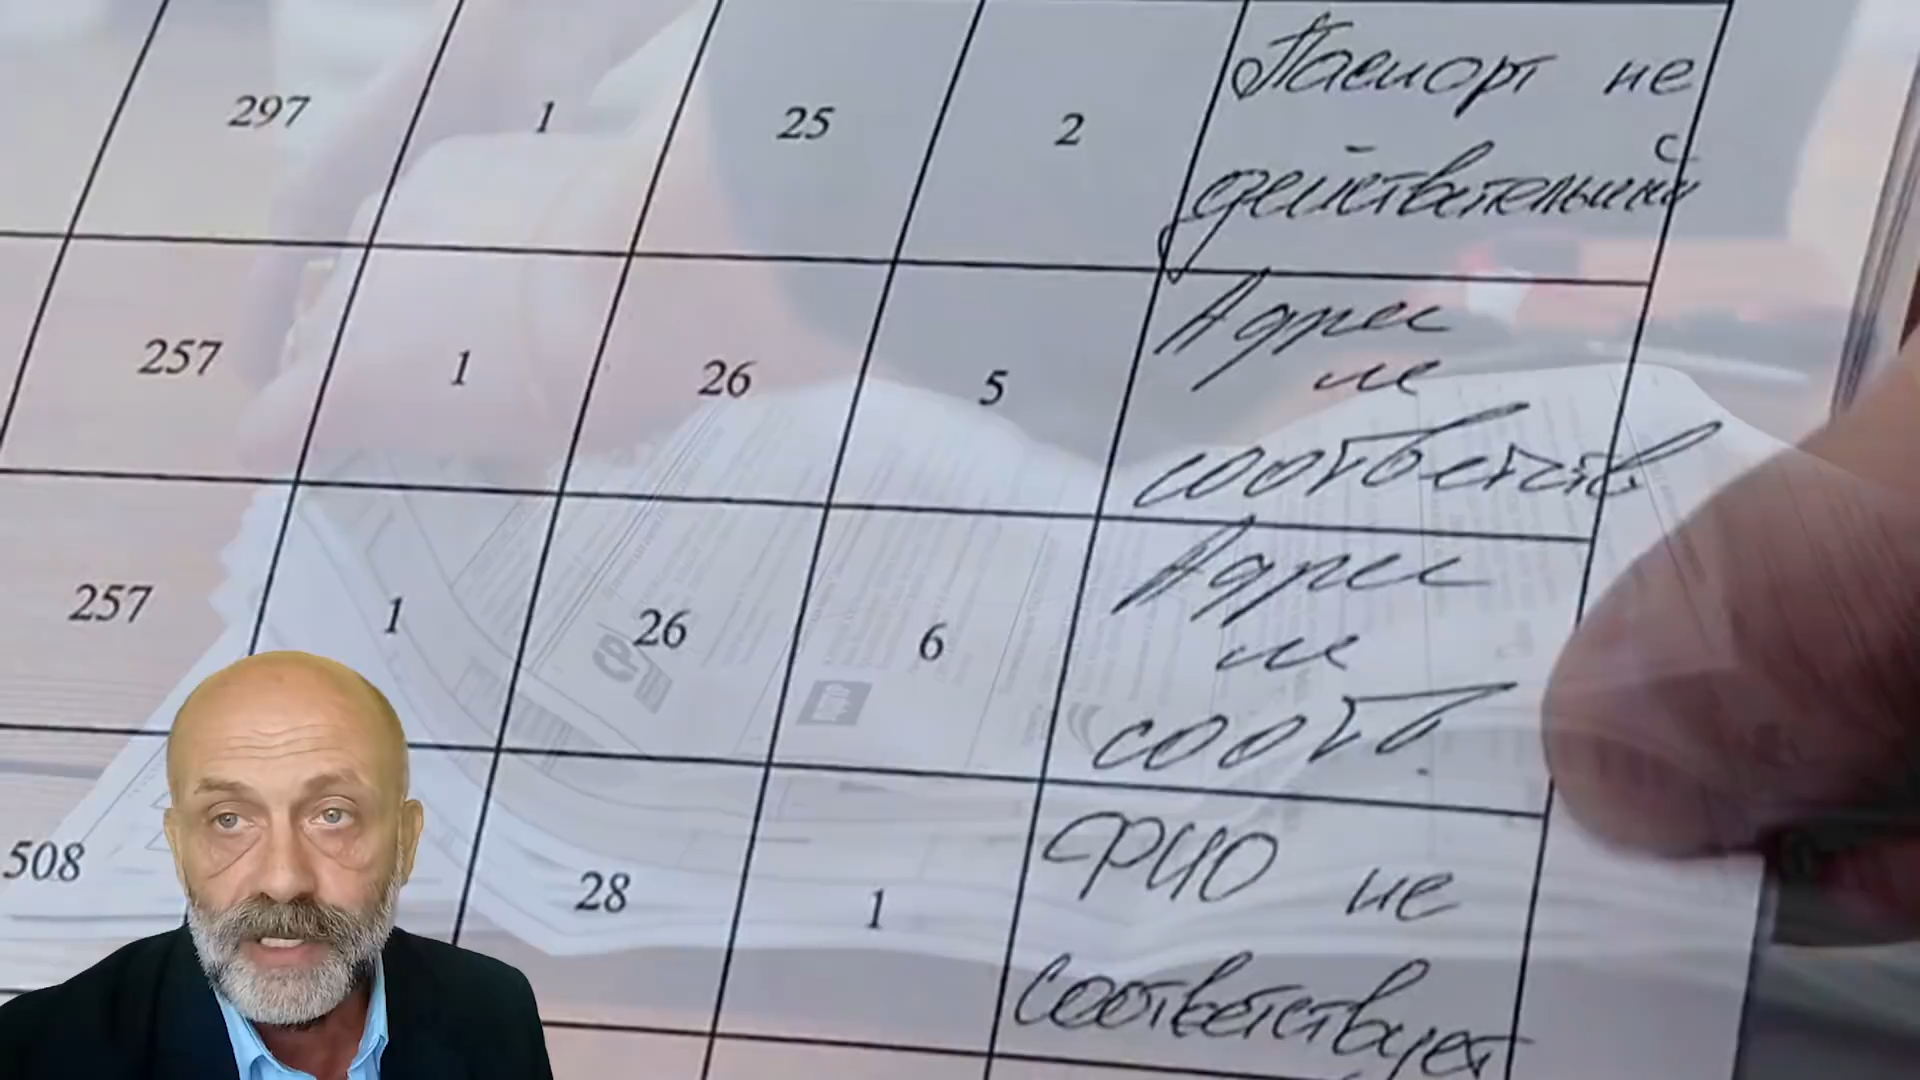 297 1 25 2 Паспорт не
действительный с
257 1 26 5 Адрес
не
соответств
257 1 26 6 Адрес
не
соотв.
508 28 1 ФИО не
соответствует